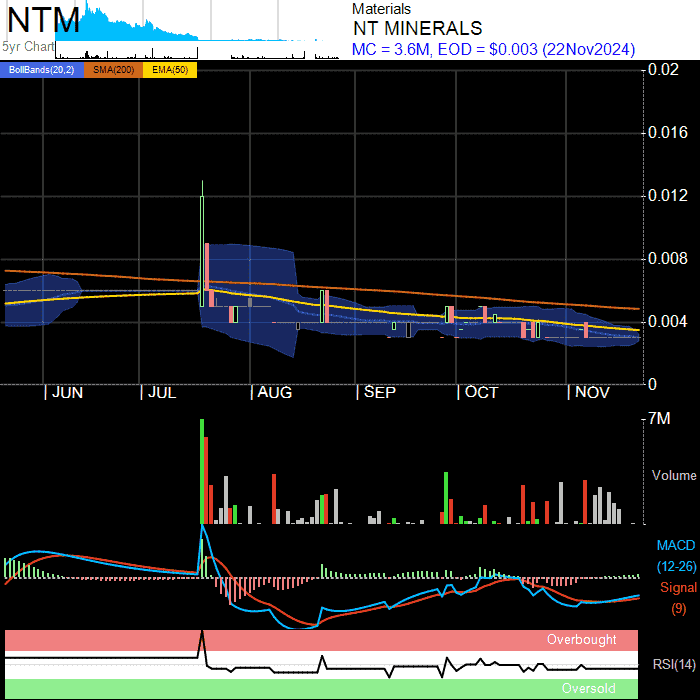 NTM
5yr Chart
Materials
NT MINERALS
MC = 3.6M, EOD = $0.003 (22Nov2024)
BollBands(20,2) SMA(200) EMA(50)
0.02
0.016
0.012
0.008
0.004
0
| JUN | JUL | AUG | SEP | OCT | NOV
7M
Volume
MACD
(12-26)
Signal
(9)
Overbought
RSI(14)
Oversold